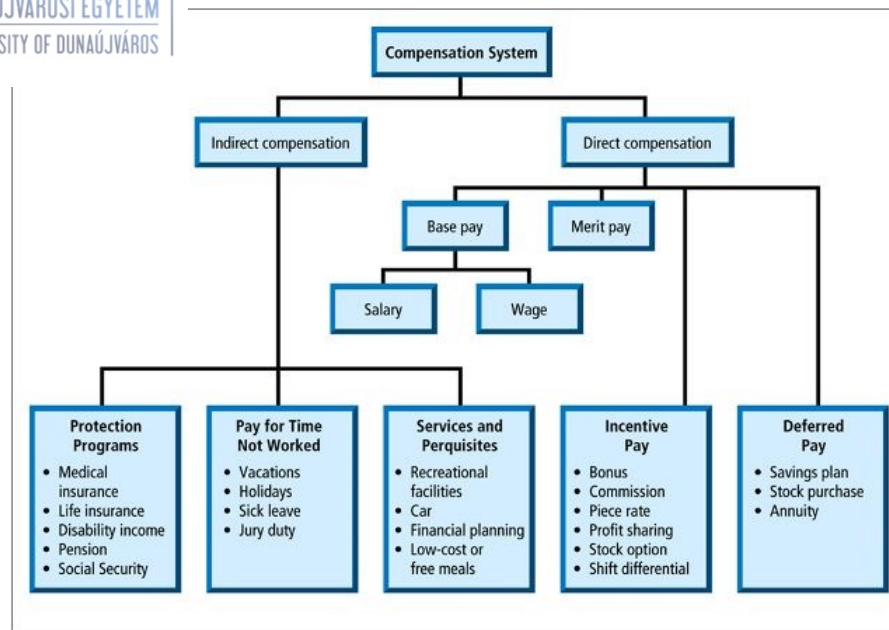 SITY OF DUNAÚJVÁROS
Compensation System
Indirect compensation
Direct compensation
Base pay
Merit pay
Salary
Wage
Protection
Programs
• Medical
insurance
• Life insurance
• Disability income
• Pension
• Social Security
Pay for Time
Not Worked
• Vacations
• Holidays
• Sick leave
• Jury duty
Services and
Perquisites
• Recreational
facilities
• Car
• Financial planning
• Low-cost or
free meals
Incentive
Pay
• Bonus
• Commission
• Piece rate
• Profit sharing
• Stock option
• Shift differential
Deferred
Pay
• Savings plan
• Stock purchase
• Annuity